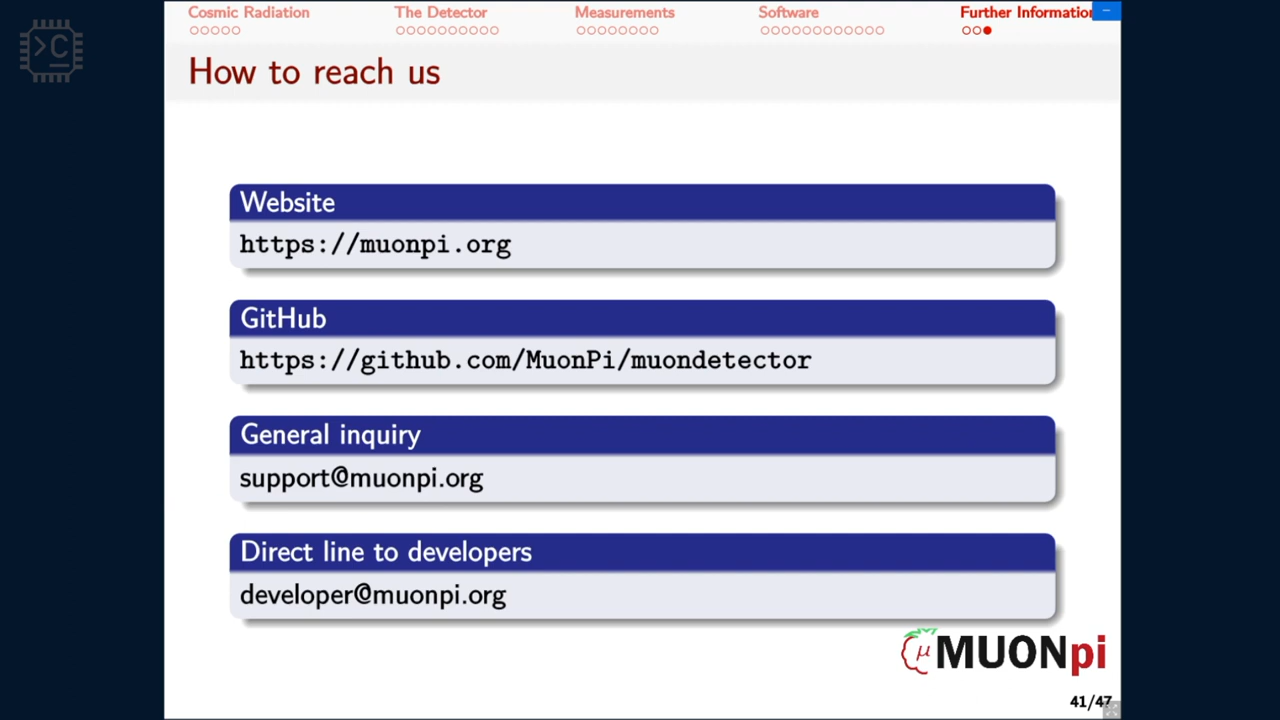 Cosmic Radiation
The Detector
Measurements
Software
Further Information
How to reach us
Website
https://muonpi.org
GitHub
https://github.com/MuonPi/muondetector
General inquiry
support@muonpi.org
Direct line to developers
developer@muonpi.org
μ MUONpi
41/47
>C_